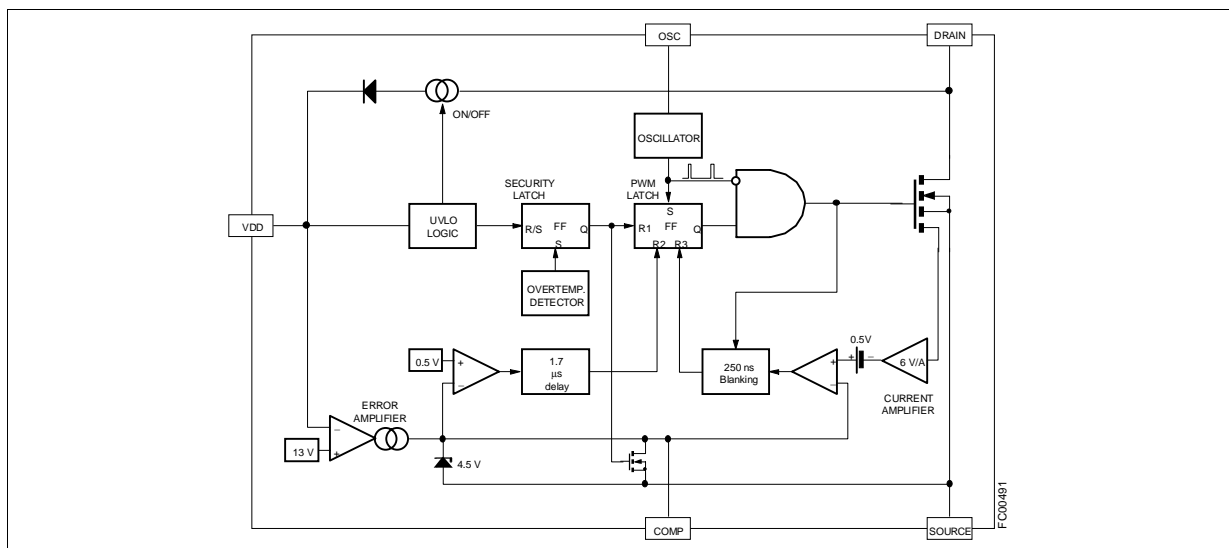 OSC
DRAIN
ON/OFF
OSCILLATOR
SECURITY
LATCH
PWM
LATCH
VDD
UVLO
LOGIC
R/S
FF
Q
S
S
R1
FF
Q
R2
R3
OVERTEMP.
DETECTOR
0.5 V
+
_
1.7
μs
delay
250 ns
Blanking
+
_
0.5V
+
_
6 V/A
CURRENT
AMPLIFIER
ERROR
AMPLIFIER
13 V
_
+
4.5 V
COMP
SOURCE
FC00491